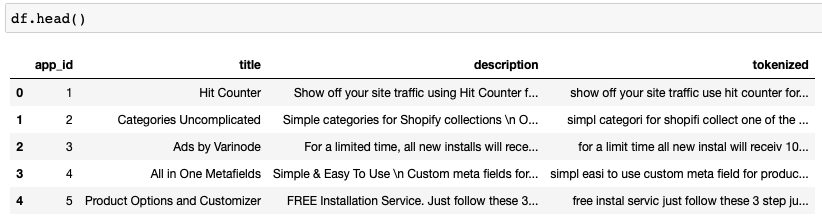 df.head()
app_id title description tokenized
0 1 Hit Counter Show off your site traffic using Hit Counter f... show off your site traffic use hit counter for...
1 2 Categories Uncomplicated Simple categories for Shopify collections \n O... simpl categori for shopifi collect one of the ...
2 3 Ads by Varinode For a limited time, all new installs will rece... for a limit time all new instal will receiv 10...
3 4 All in One Metafields Simple & Easy To Use \n Custom meta fields for... simpl easi to use custom meta field for produc...
4 5 Product Options and Customizer FREE Installation Service. Just follow these 3... free instal servic just follow these 3 step ju...